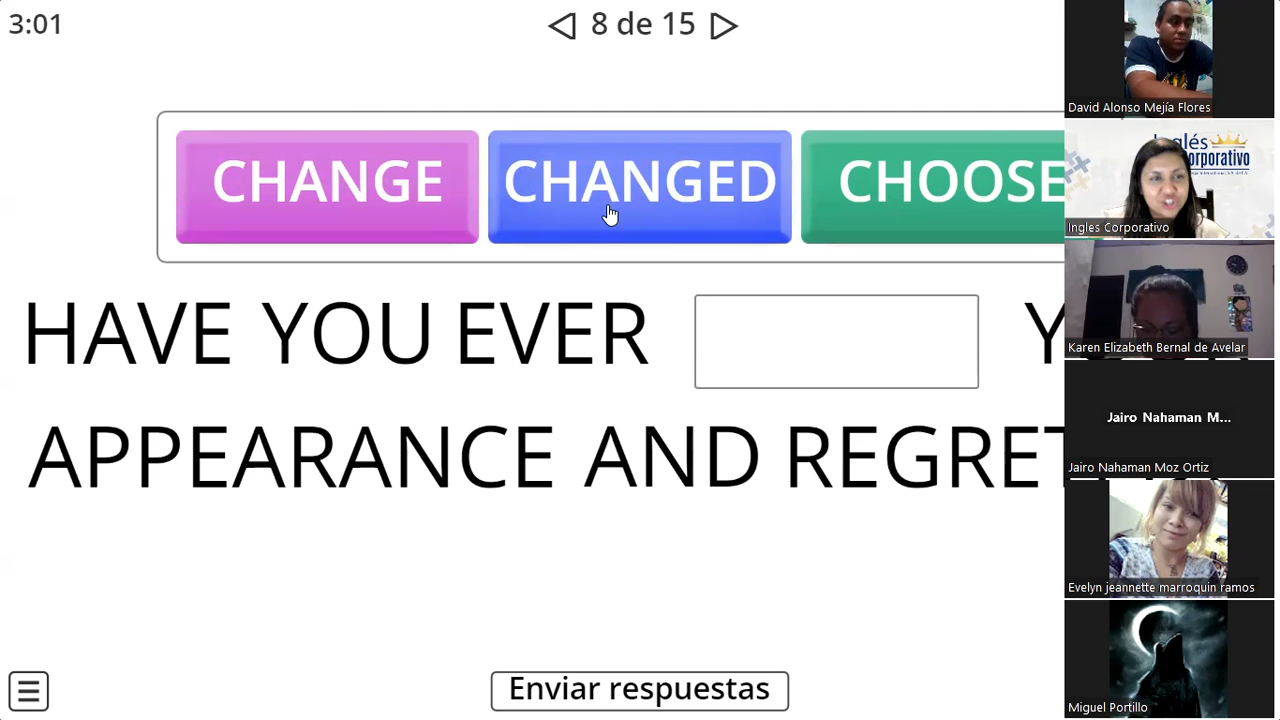 3:01
8 de 15
CHANGE
CHANGED
CHOOSE
HAVE YOU EVER
APPEARANCE AND REGRET
Enviar respuestas
David Alonso Mejía Flores
Inglés
Corporativo
Ingles Corporativo
Karen Elizabeth Bernal de Avelar
Jairo Nahaman M...
Jairo Nahaman Moz Ortiz
Evelyn jeannette marroquin ramos
Miguel Portillo